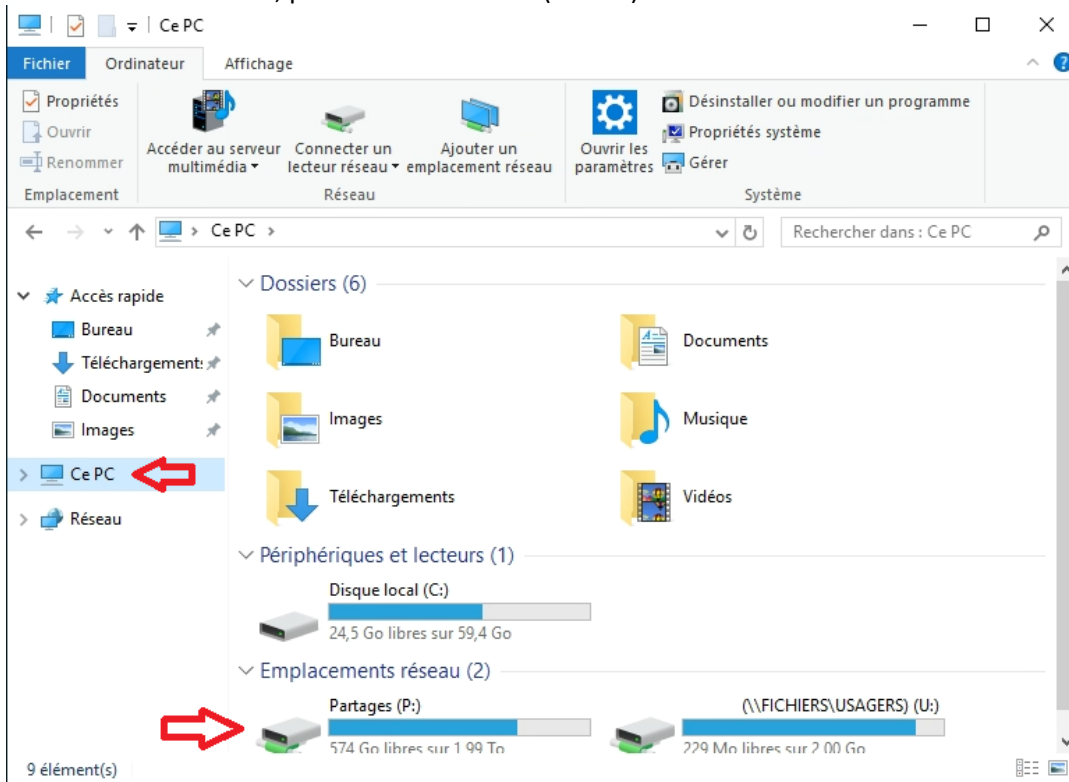 Ce PC
Fichier Ordinateur Affichage
Propriétés
Ouvrir
Renommer
Emplacement
Accéder au serveur
multimédia
Connecter un
lecteur réseau
Ajouter un
emplacement réseau
Réseau
Ouvrir les
paramètres
Désinstaller ou modifier un programme
Propriétés système
Gérer
Système
Ce PC
Rechercher dans : Ce PC
Accès rapide
Bureau
Téléchargement
Documents
Images
Ce PC
Réseau
Dossiers (6)
Bureau
Documents
Images
Musique
Téléchargements
Vidéos
Périphériques et lecteurs (1)
Disque local (C:)
24,5 Go libres sur 59,4 Go
Emplacements réseau (2)
Partages (P:)
574 Go libres sur 1,99 To
(\\FICHIERS\USAGERS) (U:)
229 Mo libres sur 2,00 Go
9 élément(s)